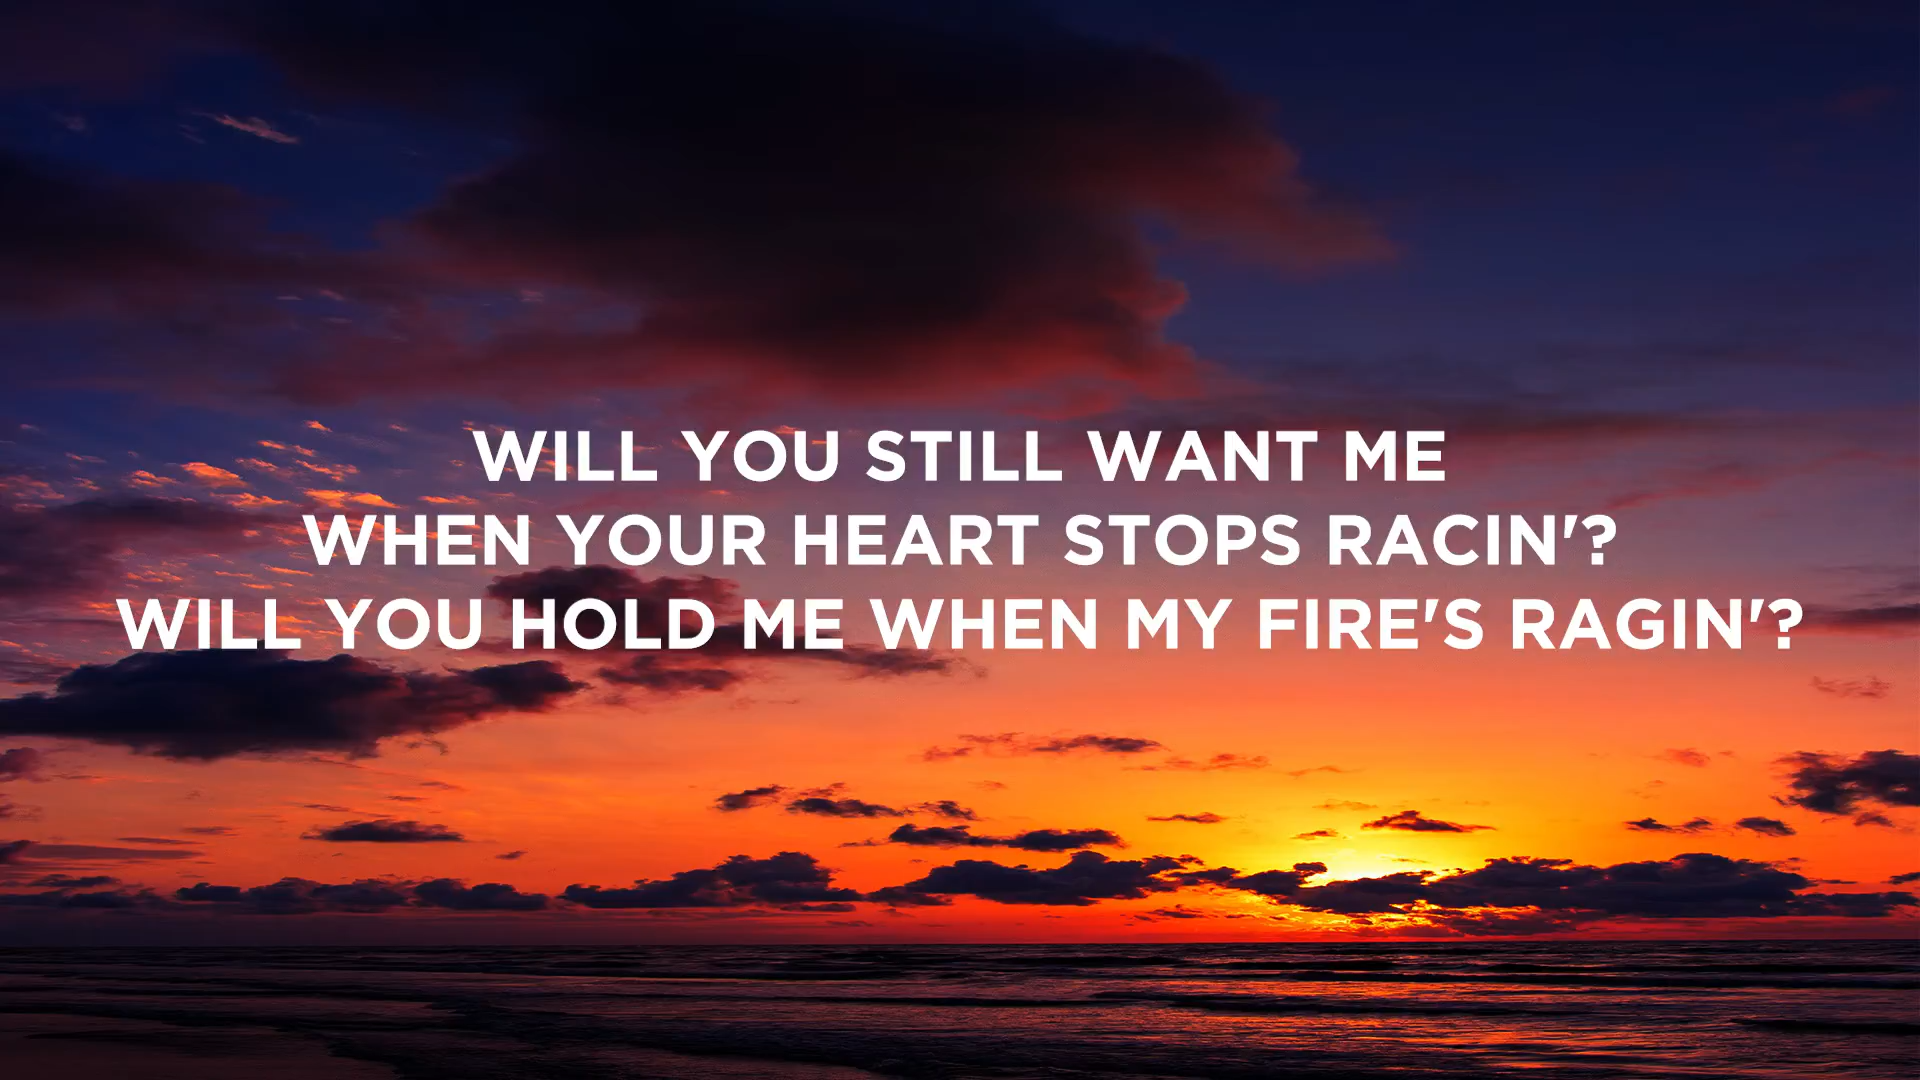 WILL YOU STILL WANT ME
WHEN YOUR HEART STOPS RACIN'?
WILL YOU HOLD ME WHEN MY FIRE'S RAGIN'?